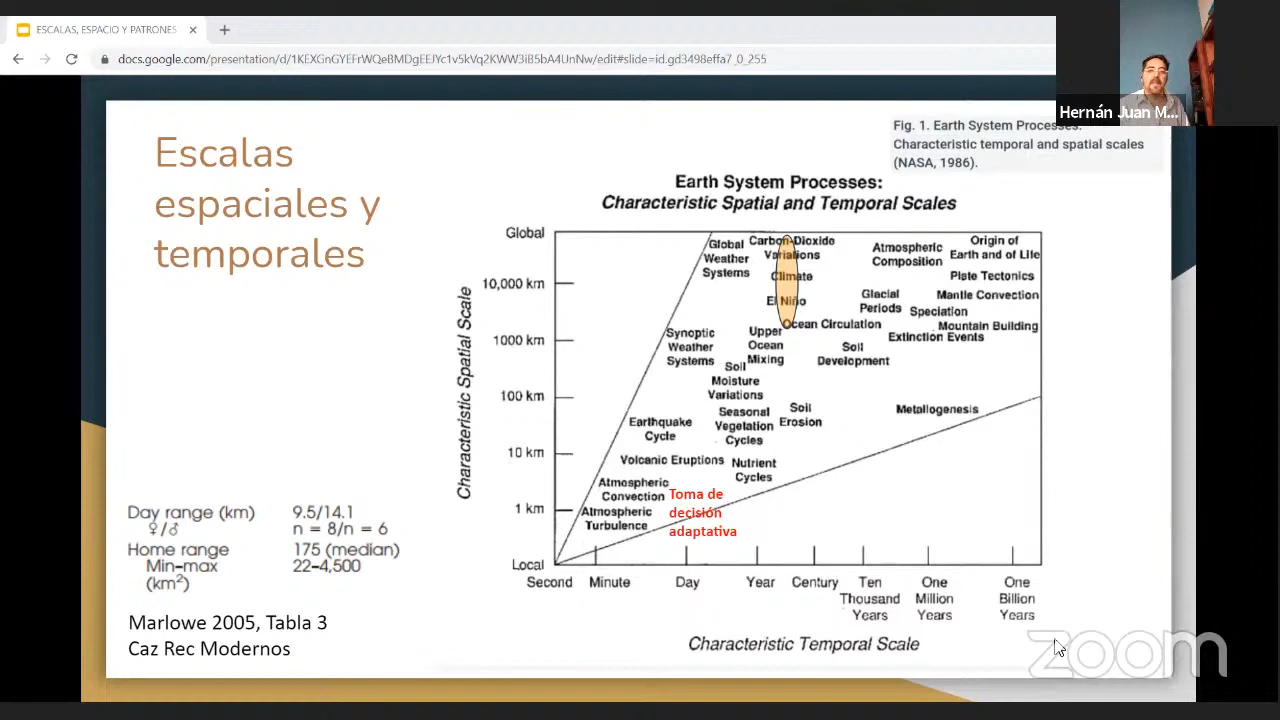 ESCALAS, ESPACIO Y PATRONES
docs.google.com/presentation/d/1KEXGnGYEFrWQeBMDgEEJYc1v5kVq2KWW3iB5bA4UnNw/edit#slide=id.gd3498effa7_0_255
Hernán Juan M...
Escalas
espaciales y
temporales
Fig. 1. Earth System Processes:
Characteristic temporal and spatial scales
(NASA, 1986).
Earth System Processes:
Characteristic Spatial and Temporal Scales
Characteristic Spatial Scale
Global
10,000 km
1000 km
100 km
10 km
1 km
Local
Global
Weather
Systems
Carbon-Dioxide
Variations
Climate
El Niño
Ocean Circulation
Atmospheric
Composition
Origin of
Earth and of Life
Plate Tectonics
Mantle Convection
Glacial
Periods
Speciation
Mountain Building
Extinction Events
Synoptic
Weather
Systems
Upper
Ocean
Mixing
Soil
Development
Soil
Moisture
Variations
Seasonal
Vegetation
Cycles
Soil
Erosion
Metallogenesis
Earthquake
Cycle
Volcanic Eruptions
Nutrient
Cycles
Atmospheric
Convection
Atmospheric
Turbulence
Toma de
decisión
adaptativa
Second
Minute
Day
Year
Century
Ten
Thousand
Years
One
Million
Years
One
Billion
Years
Characteristic Temporal Scale
Day range (km) 9.5/14.1
♀/♂ n = 8/n = 6
Home range 175 (median)
Min–max 22–4,500
(km²)
Marlowe 2005, Tabla 3
Caz Rec Modernos
zoom